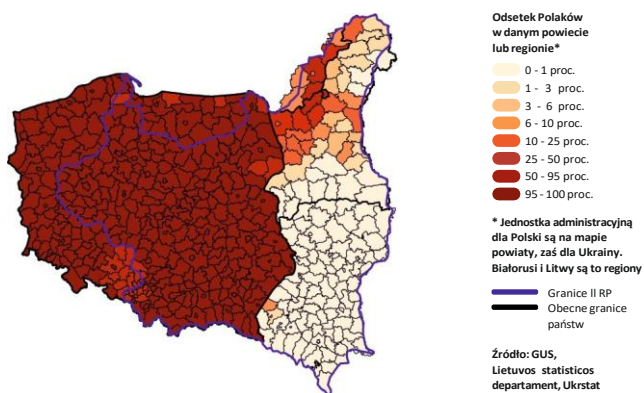 Odsetek Polaków
w danym powiecie
lub regionie*
0 - 1 proc.
1 - 3 proc.
3 - 6 proc.
6 - 10 proc.
10 - 25 proc.
25 - 50 proc.
50 - 95 proc.
95 - 100 proc.
* Jednostka administracyjną
dla Polski są na mapie
powiaty, zaś dla Ukrainy.
Białorusi i Litwy są to regiony
Granice II RP
Obecne granice
państw
Źródło: GUS,
Lietuvos statisticos
departament, Ukrstat